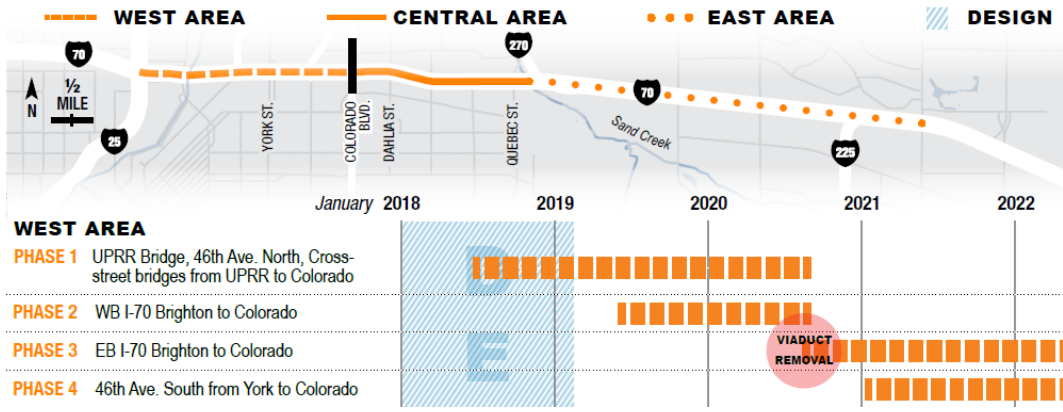 WEST AREA
CENTRAL AREA
EAST AREA
DESIGN
70
270
N
½
MILE
25
YORK ST.
COLORADO
BLVD.
DAHLIA ST.
QUEBEC ST.
Sand Creek
70
225
January 2018 2019 2020 2021 2022
WEST AREA
PHASE 1 UPRR Bridge, 46th Ave. North, Cross-
street bridges from UPRR to Colorado
D
PHASE 2 WB I-70 Brighton to Colorado
PHASE 3 EB I-70 Brighton to Colorado
E
VIADUCT
REMOVAL
PHASE 4 46th Ave. South from York to Colorado